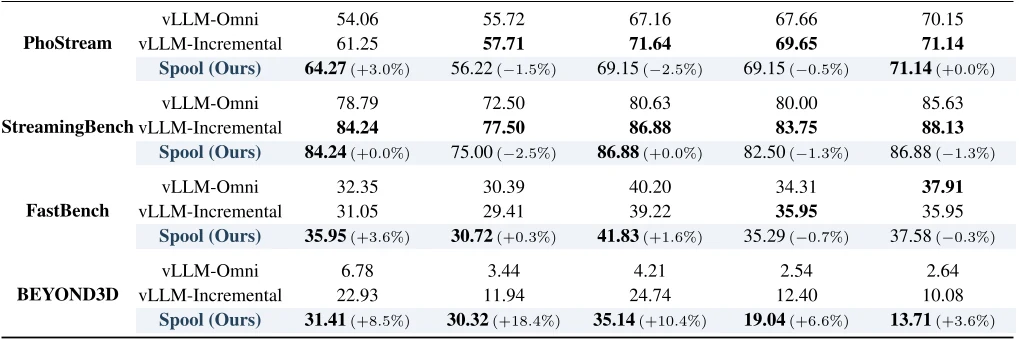 vLLM-Omni 54.06 55.72 67.16 67.66 70.15
PhoStream vLLM-Incremental 61.25 57.71 71.64 69.65 71.14
Spool (Ours) 64.27 (+3.0%) 56.22 (−1.5%) 69.15 (−2.5%) 69.15 (−0.5%) 71.14 (+0.0%)
vLLM-Omni 78.79 72.50 80.63 80.00 85.63
StreamingBench vLLM-Incremental 84.24 77.50 86.88 83.75 88.13
Spool (Ours) 84.24 (+0.0%) 75.00 (−2.5%) 86.88 (+0.0%) 82.50 (−1.3%) 86.88 (−1.3%)
vLLM-Omni 32.35 30.39 40.20 34.31 37.91
FastBench vLLM-Incremental 31.05 29.41 39.22 35.95 35.95
Spool (Ours) 35.95 (+3.6%) 30.72 (+0.3%) 41.83 (+1.6%) 35.29 (−0.7%) 37.58 (−0.3%)
vLLM-Omni 6.78 3.44 4.21 2.54 2.64
BEYOND3D vLLM-Incremental 22.93 11.94 24.74 12.40 10.08
Spool (Ours) 31.41 (+8.5%) 30.32 (+18.4%) 35.14 (+10.4%) 19.04 (+6.6%) 13.71 (+3.6%)